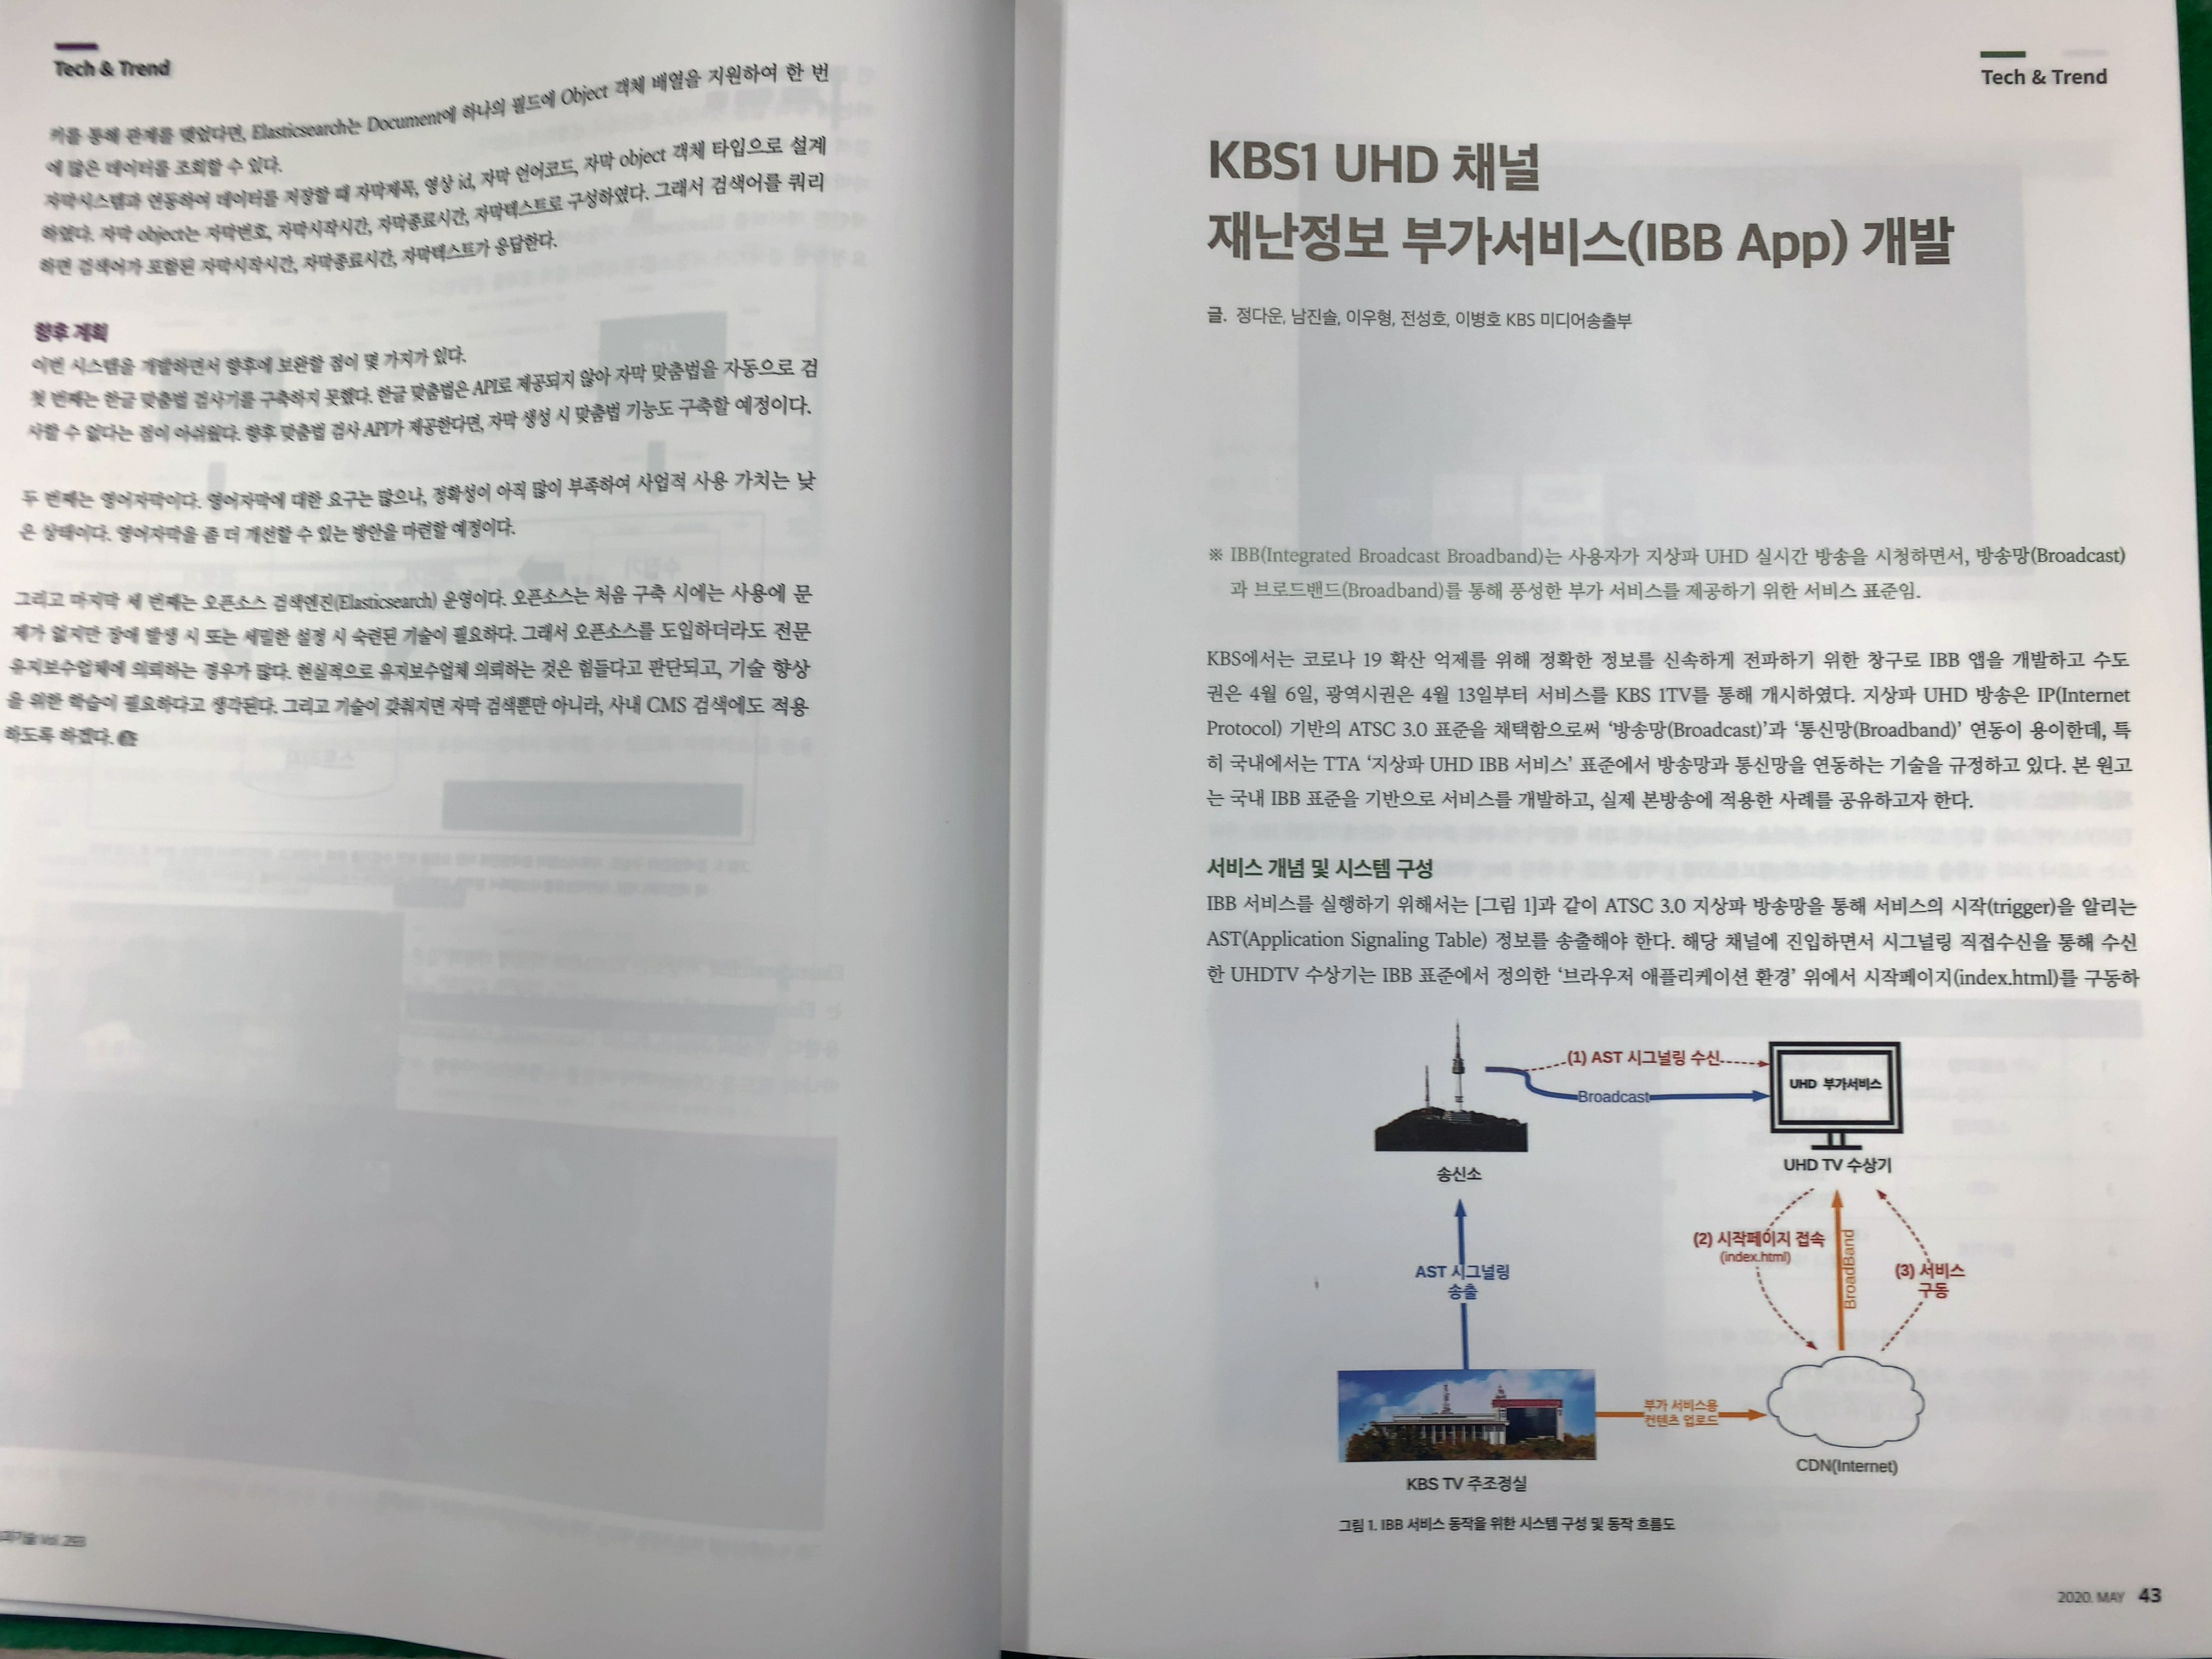 Tech & Trend
키를 통해 관계를 맺었다면, Elasticsearch는 Document에 하나의 필드에 Object 객체 배열을 지원하여 한 번
에 많은 데이터를 조회할 수 있다.
자막시스템과 연동하여 데이터를 저장할 때 자막제목, 영상 id, 자막 언어코드, 자막 object 객체 타입으로 설계
하였다. 자막 object는 자막번호, 자막시작시간, 자막종료시간, 자막텍스트로 구성하였다. 그래서 검색어를 쿼리
하면 검색어가 포함된 자막시작시간, 자막종료시간, 자막텍스트가 응답한다.
향후 계획
이번 시스템을 개발하면서 향후에 보완할 점이 몇 가지가 있다.
첫 번째는 한글 맞춤법 검사기를 구축하지 못했다. 한글 맞춤법은 API로 제공되지 않아 자막 맞춤법을 자동으로 검
사할 수 없다는 점이 아쉬웠다. 향후 맞춤법 검사 API가 제공한다면, 자막 생성 시 맞춤법 기능도 구축할 예정이다.
두 번째는 영어자막이다. 영어자막에 대한 요구는 많으나, 정확성이 아직 많이 부족하여 사업적 사용 가치는 낮
은 상태이다. 영어자막을 좀 더 개선할 수 있는 방안을 마련할 예정이다.
그리고 마지막 세 번째는 오픈소스 검색엔진(Elasticsearch) 운영이다. 오픈소스는 처음 구축 시에는 사용에 문
제가 없지만 장애 발생 시 또는 세밀한 설정 시 숙련된 기술이 필요하다. 그래서 오픈소스를 도입하더라도 전문
유지보수업체에 의뢰하는 경우가 많다. 현실적으로 유지보수업체 의뢰하는 것은 힘들다고 판단되고, 기술 향상
을 위한 학습이 필요하다고 생각된다. 그리고 기술이 갖춰지면 자막 검색뿐만 아니라, 사내 CMS 검색에도 적용
하도록 하겠다.
기술 Vol. 293
Tech & Trend
KBS1 UHD 채널
재난정보 부가서비스(IBB App) 개발
글. 정다운, 남진솔, 이우형, 전성호, 이병호 KBS 미디어송출부
※ IBB(Integrated Broadcast Broadband)는 사용자가 지상파 UHD 실시간 방송을 시청하면서, 방송망(Broadcast)
과 브로드밴드(Broadband)를 통해 풍성한 부가 서비스를 제공하기 위한 서비스 표준임.
KBS에서는 코로나 19 확산 억제를 위해 정확한 정보를 신속하게 전파하기 위한 창구로 IBB 앱을 개발하고 수도
권은 4월 6일, 광역시권은 4월 13일부터 서비스를 KBS 1TV를 통해 개시하였다. 지상파 UHD 방송은 IP(Internet
Protocol) 기반의 ATSC 3.0 표준을 채택함으로써 ‘방송망(Broadcast)’과 ‘통신망(Broadband)’ 연동이 용이한데, 특
히 국내에서는 TTA ‘지상파 UHD IBB 서비스’ 표준에서 방송망과 통신망을 연동하는 기술을 규정하고 있다. 본 원고
는 국내 IBB 표준을 기반으로 서비스를 개발하고, 실제 본방송에 적용한 사례를 공유하고자 한다.
서비스 개념 및 시스템 구성
IBB 서비스를 실행하기 위해서는 [그림 1]과 같이 ATSC 3.0 지상파 방송망을 통해 서비스의 시작(trigger)을 알리는
AST(Application Signaling Table) 정보를 송출해야 한다. 해당 채널에 진입하면서 시그널링 직접수신을 통해 수신
한 UHDTV 수상기는 IBB 표준에서 정의한 ‘브라우저 애플리케이션 환경’ 위에서 시작페이지(index.html)를 구동하
(1) AST 시그널링 수신
Broadcast
UHD 부가서비스
송신소
UHD TV 수상기
AST 시그널링
송출
(2) 시작페이지 접속
(index.html)
BroadBand
(3) 서비스
구동
부가 서비스용
컨텐츠 업로드
KBS TV 주조정실
CDN(Internet)
그림 1. IBB 서비스 동작을 위한 시스템 구성 및 동작 흐름도
2020. MAY 43